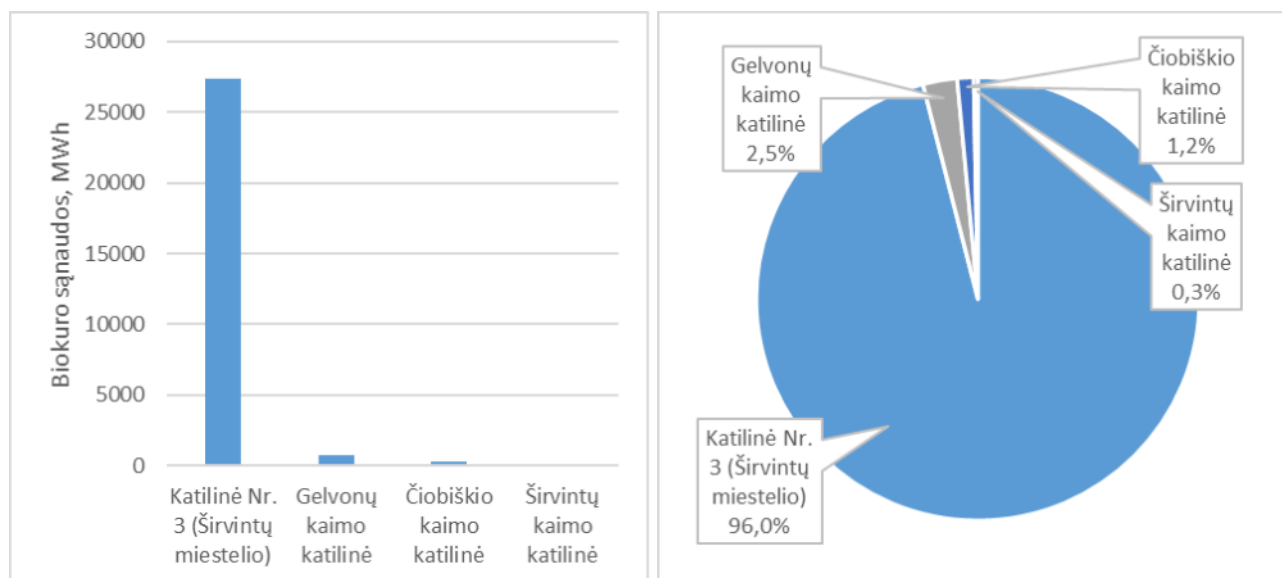 30000
25000
20000
15000
10000
5000
0
Biokuro sąnaudos, MWh
Katilinė Nr.
3 (Širvintų
miestelio)
Gelvonų
kaimo
katilinė
Čiobiškio
kaimo
katilinė
Širvintų
kaimo
katilinė
Gelvonų
kaimo
katilinė
2,5%
Čiobiškio
kaimo
katilinė
1,2%
Širvintų
kaimo
katilinė
0,3%
Katilinė Nr.
3 (Širvintų
miestelio)
96,0%